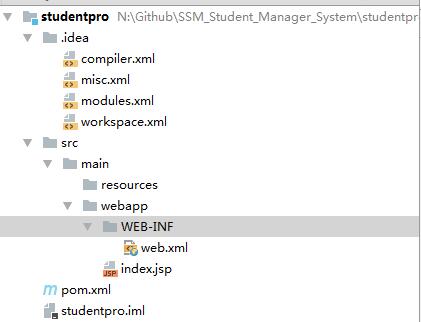 studentpro N:\Github\SSM_Student_Manager_System\studentpr
.idea
compiler.xml
misc.xml
modules.xml
workspace.xml
src
main
resources
webapp
WEB-INF
web.xml
JSP index.jsp
m pom.xml
studentpro.iml